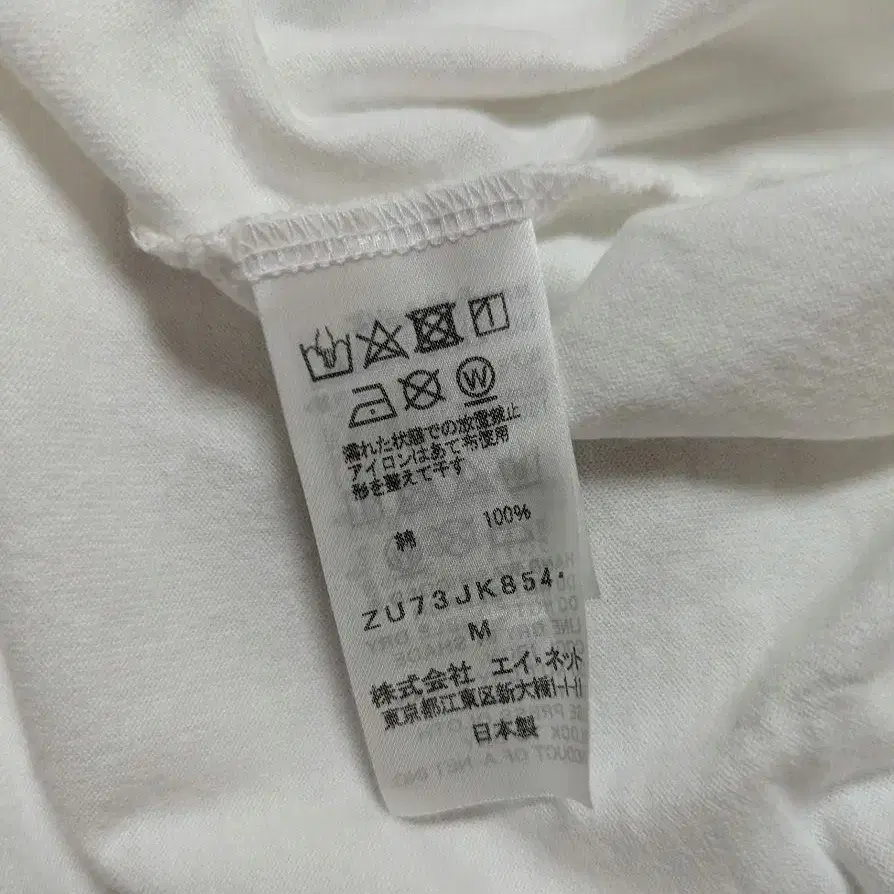 濡れた状態での放置禁止
アイロンはあて布使用
形を整えて干す
綿 100%
ZU73JK854·
M
株式会社 エイ・ネット
東京都江東区新大橋1-1-11
日本製